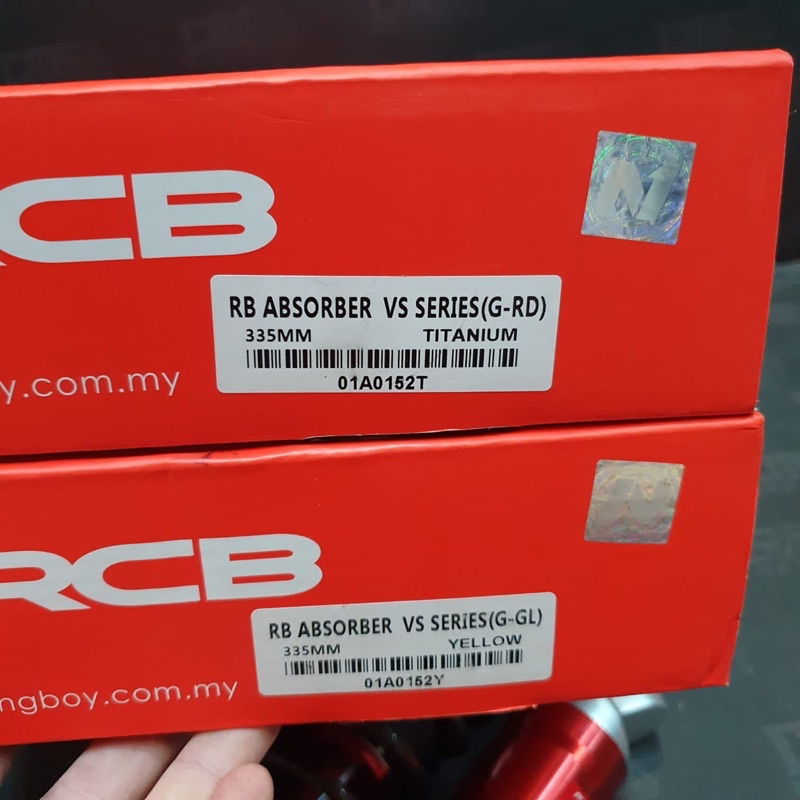 RCB
RB ABSORBER VS SERIES(G-RD)
335MM TITANIUM
01A0152T
y.com.my
RCB
RB ABSORBER VS SERIES(G-GL)
335MM YELLOW
01A0152Y
ngboy.com.my